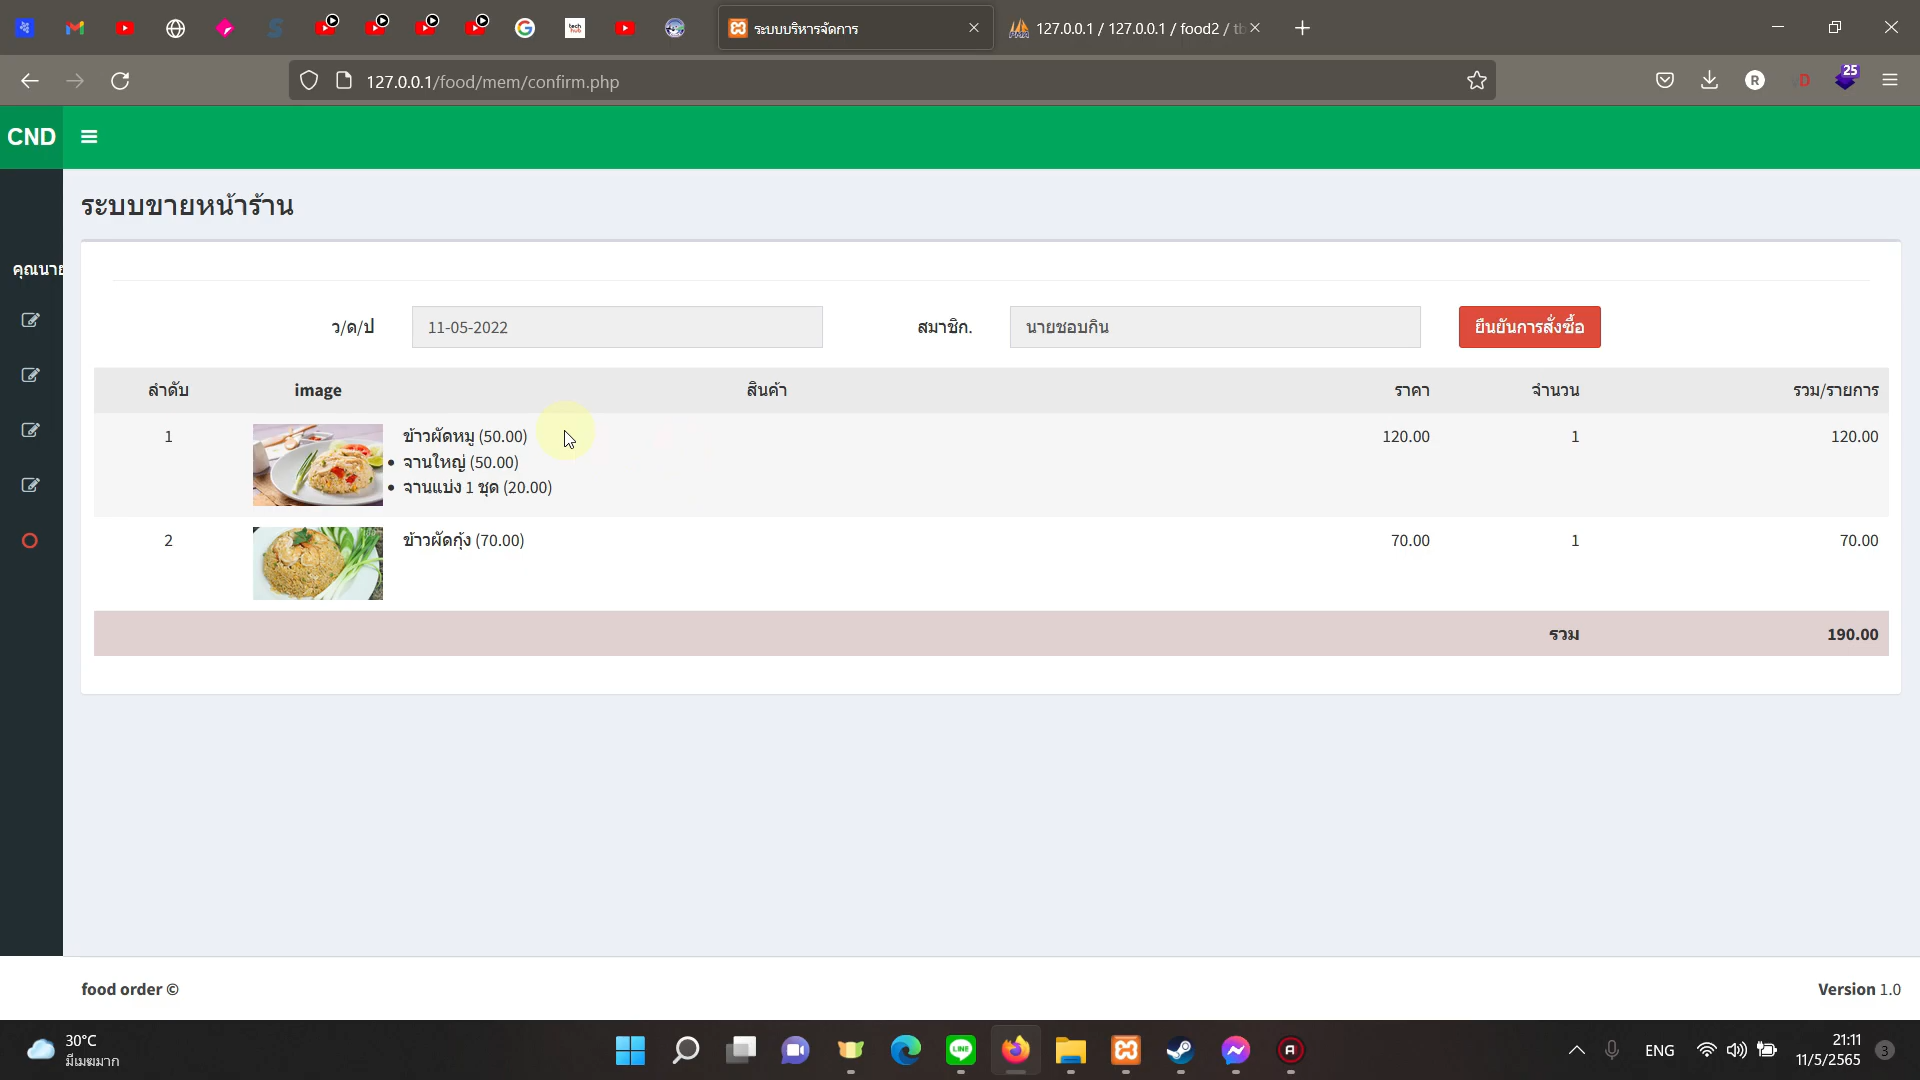 ระบบบริหารจัดการ
127.0.0.1 / 127.0.0.1 / food2 / tb
127.0.0.1/food/mem/confirm.php
25
CND
ระบบขายหน้าร้าน
คุณนาย
ว/ด/ป 11-05-2022 สมาชิก. นายชอบกิน ยืนยันการสั่งซื้อ
ลำดับ image สินค้า ราคา จำนวน รวม/รายการ
1 ข้าวผัดหมู (50.00) 120.00 1 120.00
จานใหญ่ (50.00)
จานแบ่ง 1 ชุด (20.00)
2 ข้าวผัดกุ้ง (70.00) 70.00 1 70.00
รวม 190.00
food order © Version 1.0
30°C
มีเมฆมาก
LINE
ENG
21:11
11/5/2565
3